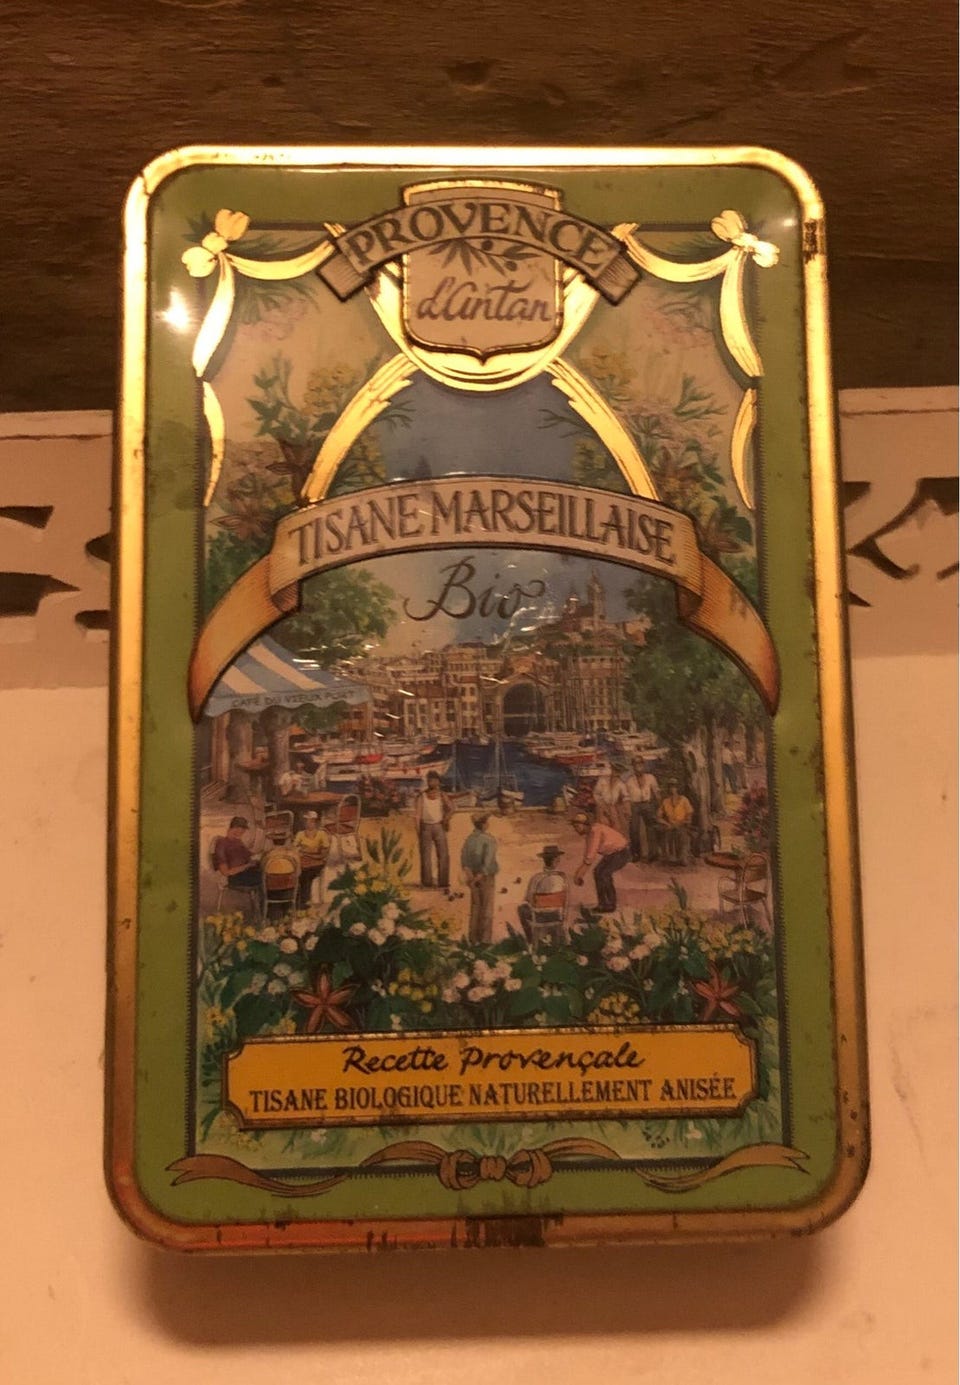 PROVENCE
d'Antan
TISANE MARSEILLAISE
Bio
CAFÉ DU VIEUX PORT
Recette Provençale
TISANE BIOLOGIQUE NATURELLEMENT ANISÉE